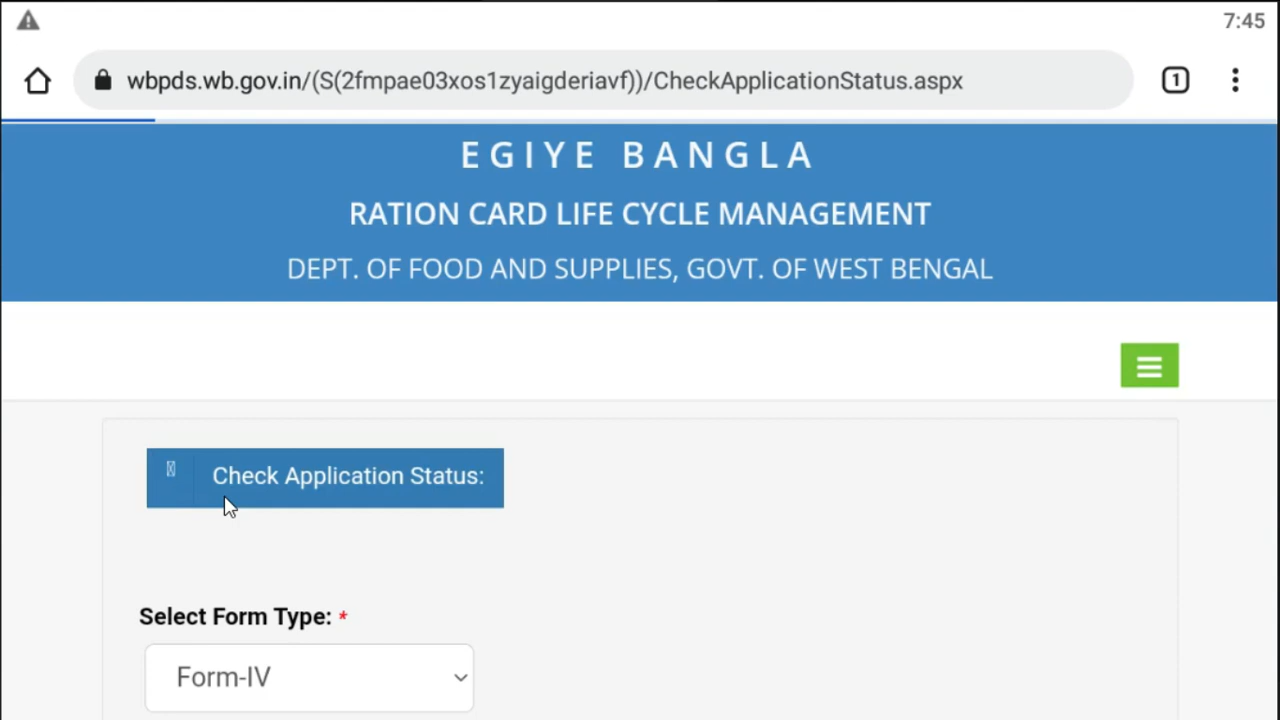 7:45
wbpds.wb.gov.in/(S(2fmpae03xos1zyaigderiavf))/CheckApplicationStatus.aspx
1
EGIYE BANGLA
RATION CARD LIFE CYCLE MANAGEMENT
DEPT. OF FOOD AND SUPPLIES, GOVT. OF WEST BENGAL
Check Application Status:
Select Form Type: *
Form-IV